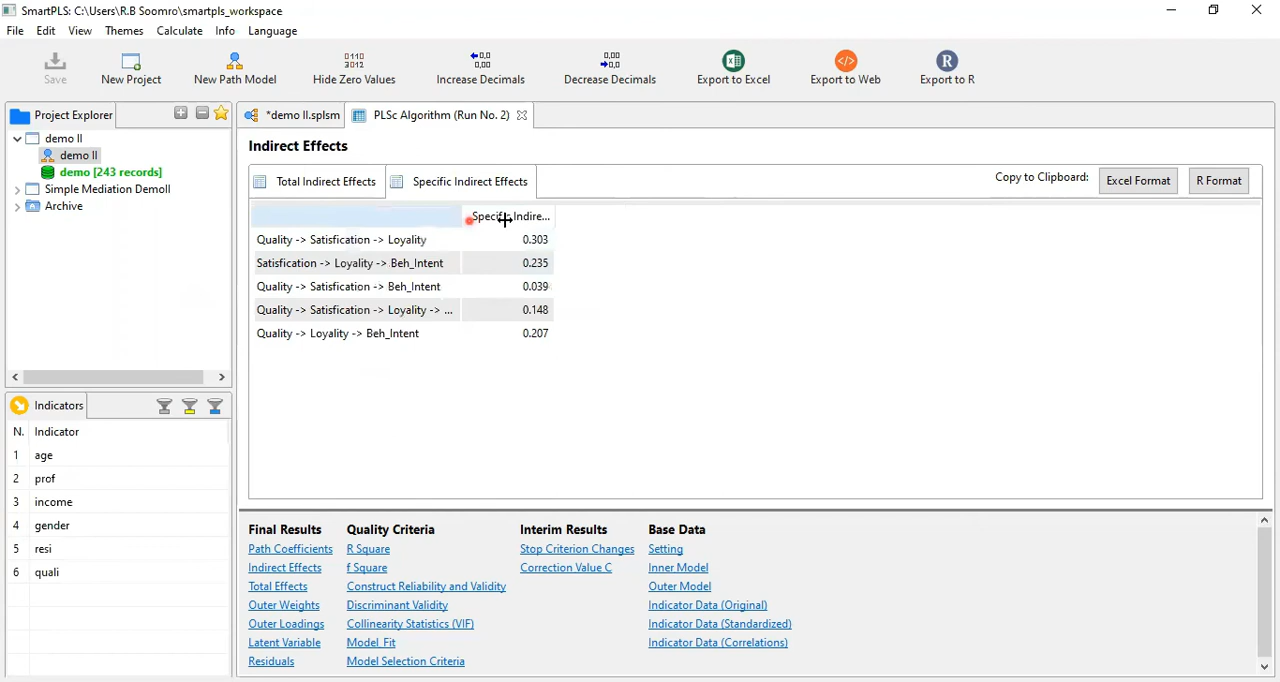 SmartPLS: C:\Users\R.B Soomro\smartpls_workspace
File Edit View Themes Calculate Info Language
Save New Project New Path Model Hide Zero Values Increase Decimals Decrease Decimals Export to Excel Export to Web Export to R
Project Explorer
demo II
demo II
demo [243 records]
Simple Mediation Demoll
Archive
Indicators
N. Indicator
1 age
2 prof
3 income
4 gender
5 resi
6 quali
*demo II.splsm PLSc Algorithm (Run No. 2)
Indirect Effects
Total Indirect Effects Specific Indirect Effects
Copy to Clipboard: Excel Format R Format
Specific Indire...
Quality -> Satisfication -> Loyality 0.303
Satisfication -> Loyality -> Beh_Intent 0.235
Quality -> Satisfication -> Beh_Intent 0.039
Quality -> Satisfication -> Loyality -> ... 0.148
Quality -> Loyality -> Beh_Intent 0.207
Final Results Quality Criteria Interim Results Base Data
Path Coefficients R Square Stop Criterion Changes Setting
Indirect Effects f Square Correction Value C Inner Model
Total Effects Construct Reliability and Validity Outer Model
Outer Weights Discriminant Validity Indicator Data (Original)
Outer Loadings Collinearity Statistics (VIF) Indicator Data (Standardized)
Latent Variable Model_Fit Indicator Data (Correlations)
Residuals Model Selection Criteria